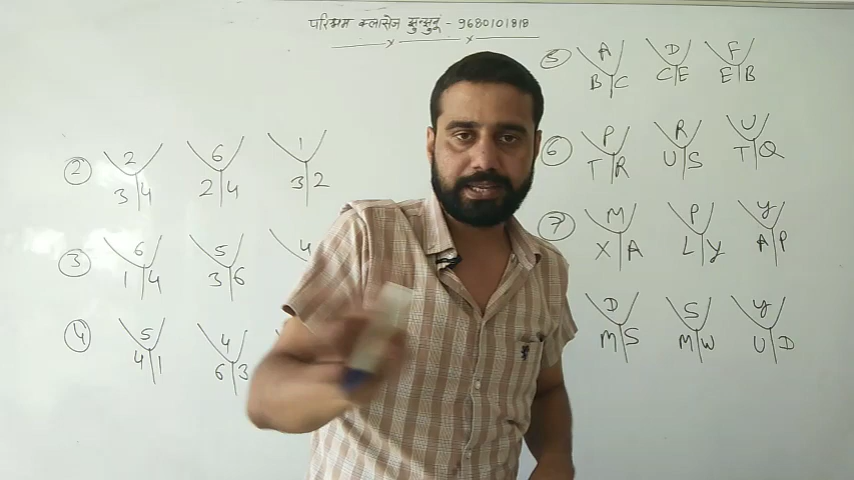 परिश्रम क्लासेज झुन्झुनूं - 9680101818
② 2 3 4 6 2 4 1 3 2
③ 6 1 4 5 3 6 4
④ 5 4 1 4 6 3
⑤ A B C D C E F E B
⑥ P T R R U S U T Q
⑦ M X A P L Y Y A P
D M S S M W Y U D